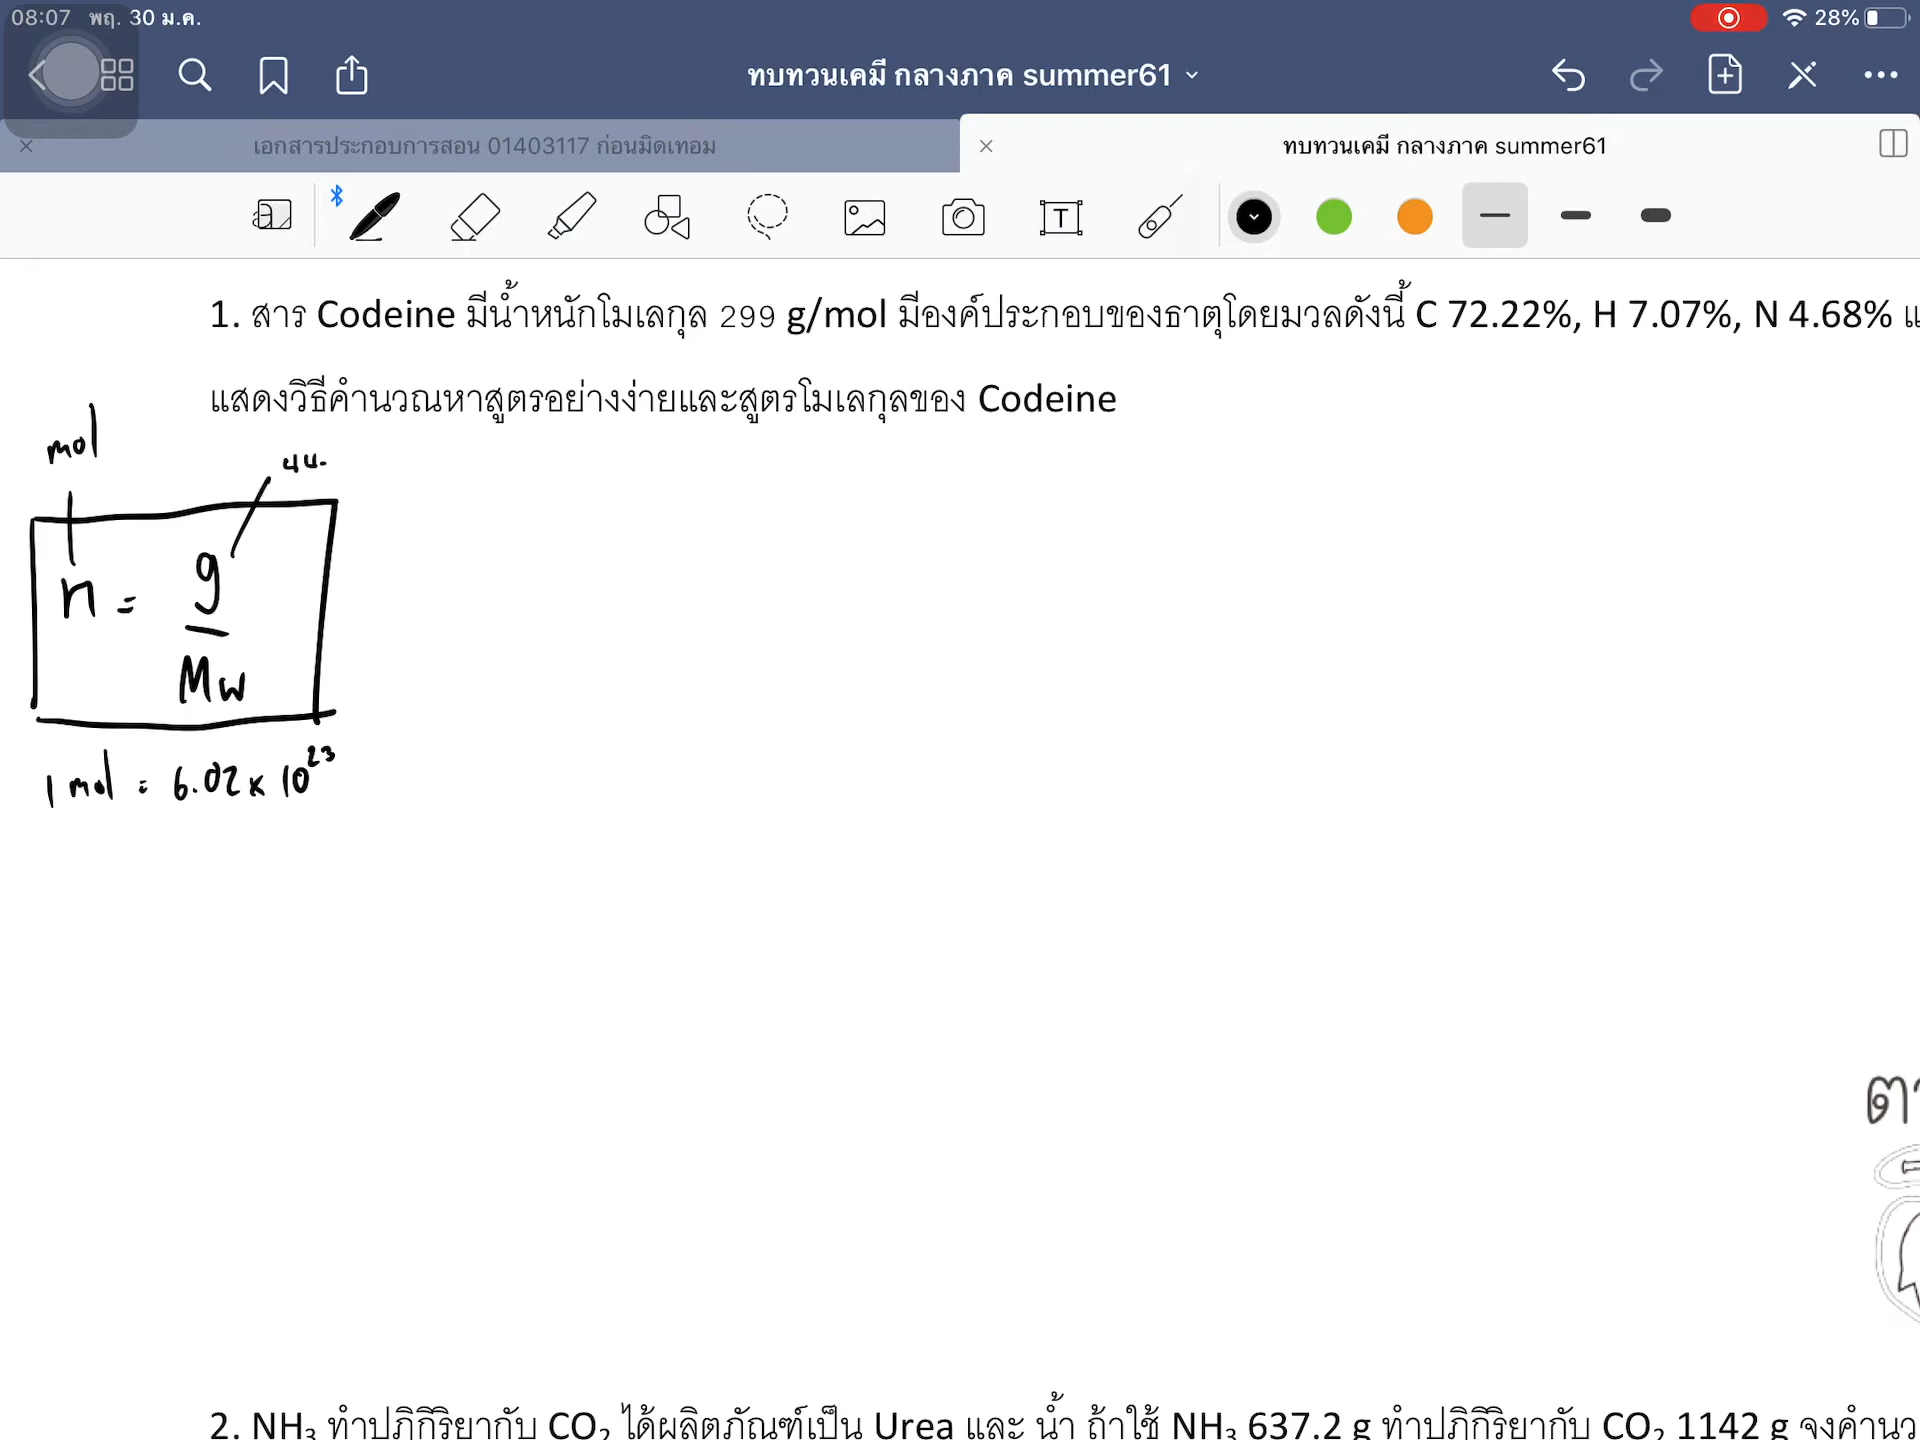 08:07 พฤ. 30 ม.ค. 28%
ทบทวนเคมี กลางภาค summer61
เอกสารประกอบการสอน 01403117 ก่อนมิดเทอม
ทบทวนเคมี กลางภาค summer61
1. สาร Codeine มีน้ำหนักโมเลกุล 299 g/mol มีองค์ประกอบของธาตุโดยมวลดังนี้ C 72.22%, H 7.07%, N 4.68% แ
แสดงวิธีคำนวณหาสูตรอย่างง่ายและสูตรโมเลกุลของ Codeine
mol
n = g
Mw
1 mol = 6.02 x 10²³
2. NH₃ ทำปฏิกิริยากับ CO₂ ได้ผลิตภัณฑ์เป็น Urea และ น้ำ ถ้าใช้ NH₃ 637.2 g ทำปฏิกิริยากับ CO₂ 1142 g จงคำนว